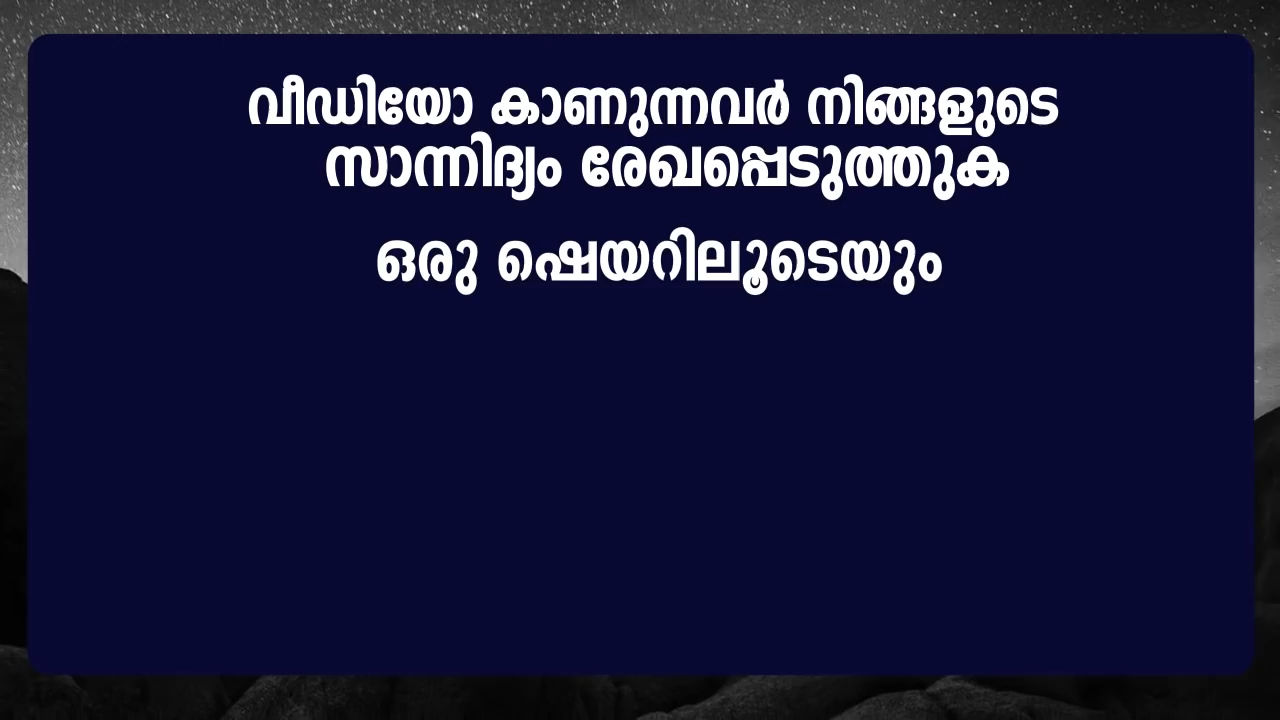 വീഡിയോ കാണുന്നവർ നിങ്ങളുടെ
സാന്നിദ്യം രേഖപ്പെടുത്തുക
ഒരു ഷെയറിലൂടെയും